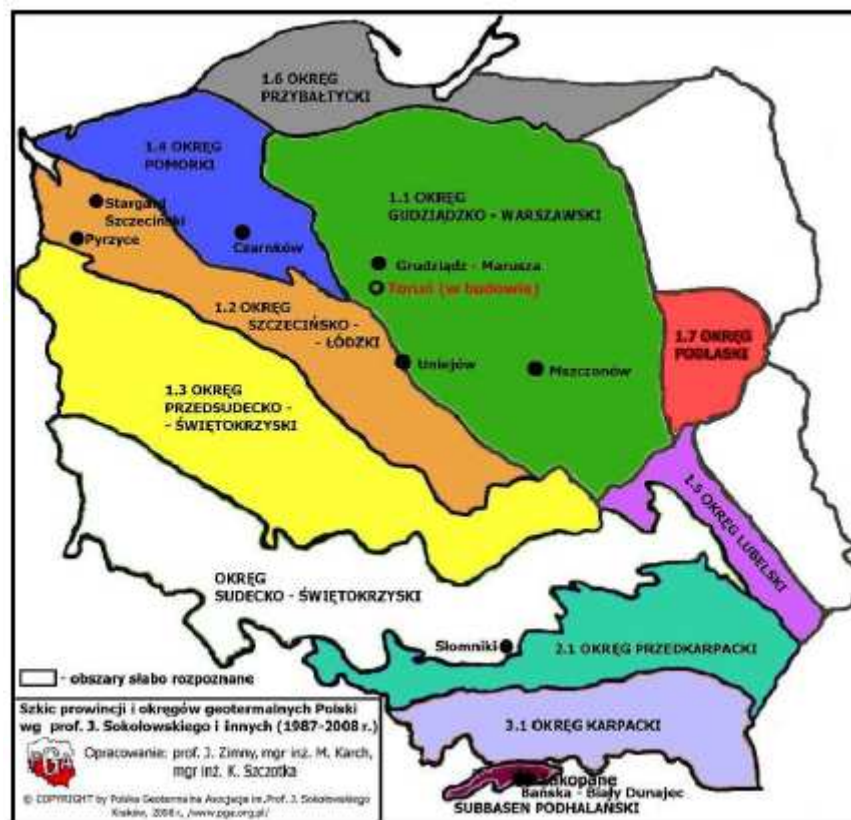 1.6 OKRĘG
PRZYBAŁTYCKI
1.4 OKRĘG
POMORKI
1.1 OKRĘG
GUDZIĄDZKO - WARSZAWSKI
Stargard
Szczeciński
Pyrzyce
Czarnków
Grudziądz - Marusza
Toruń (w budowie)
1.2 OKRĘG
SZCZECIŃSKO -
- ŁÓDZKI
1.7 OKRĘG
PODLASKI
Uniejów
Mszczonów
1.3 OKRĘG
PRZEDSUDECKO -
- ŚWIĘTOKRZYSKI
1.5 OKRĘG LUBELSKI
OKRĘG
SUDECKO - ŚWIĘTOKRZYSKI
Słomniki
2.1 OKRĘG PRZEDKARPACKI
- obszary słabo rozpoznane
3.1 OKRĘG KARPACKI
Zakopane
Bańska - Biały Dunajec
SUBBASEN PODHALAŃSKI
Szkic prowincji i okręgów geotermalnych Polski
wg prof. J. Sokołowskiego i innych (1987-2008 r.)
PGA
Opracowanie: prof. J. Zimny, mgr inż. M. Karch,
mgr inż. K. Szczotka
© COPYRIGHT by Polska Geotermalna Asocjacja im.Prof. J. Sokołowskiego
Kraków, 2008 r., /www.pga.org.pl/